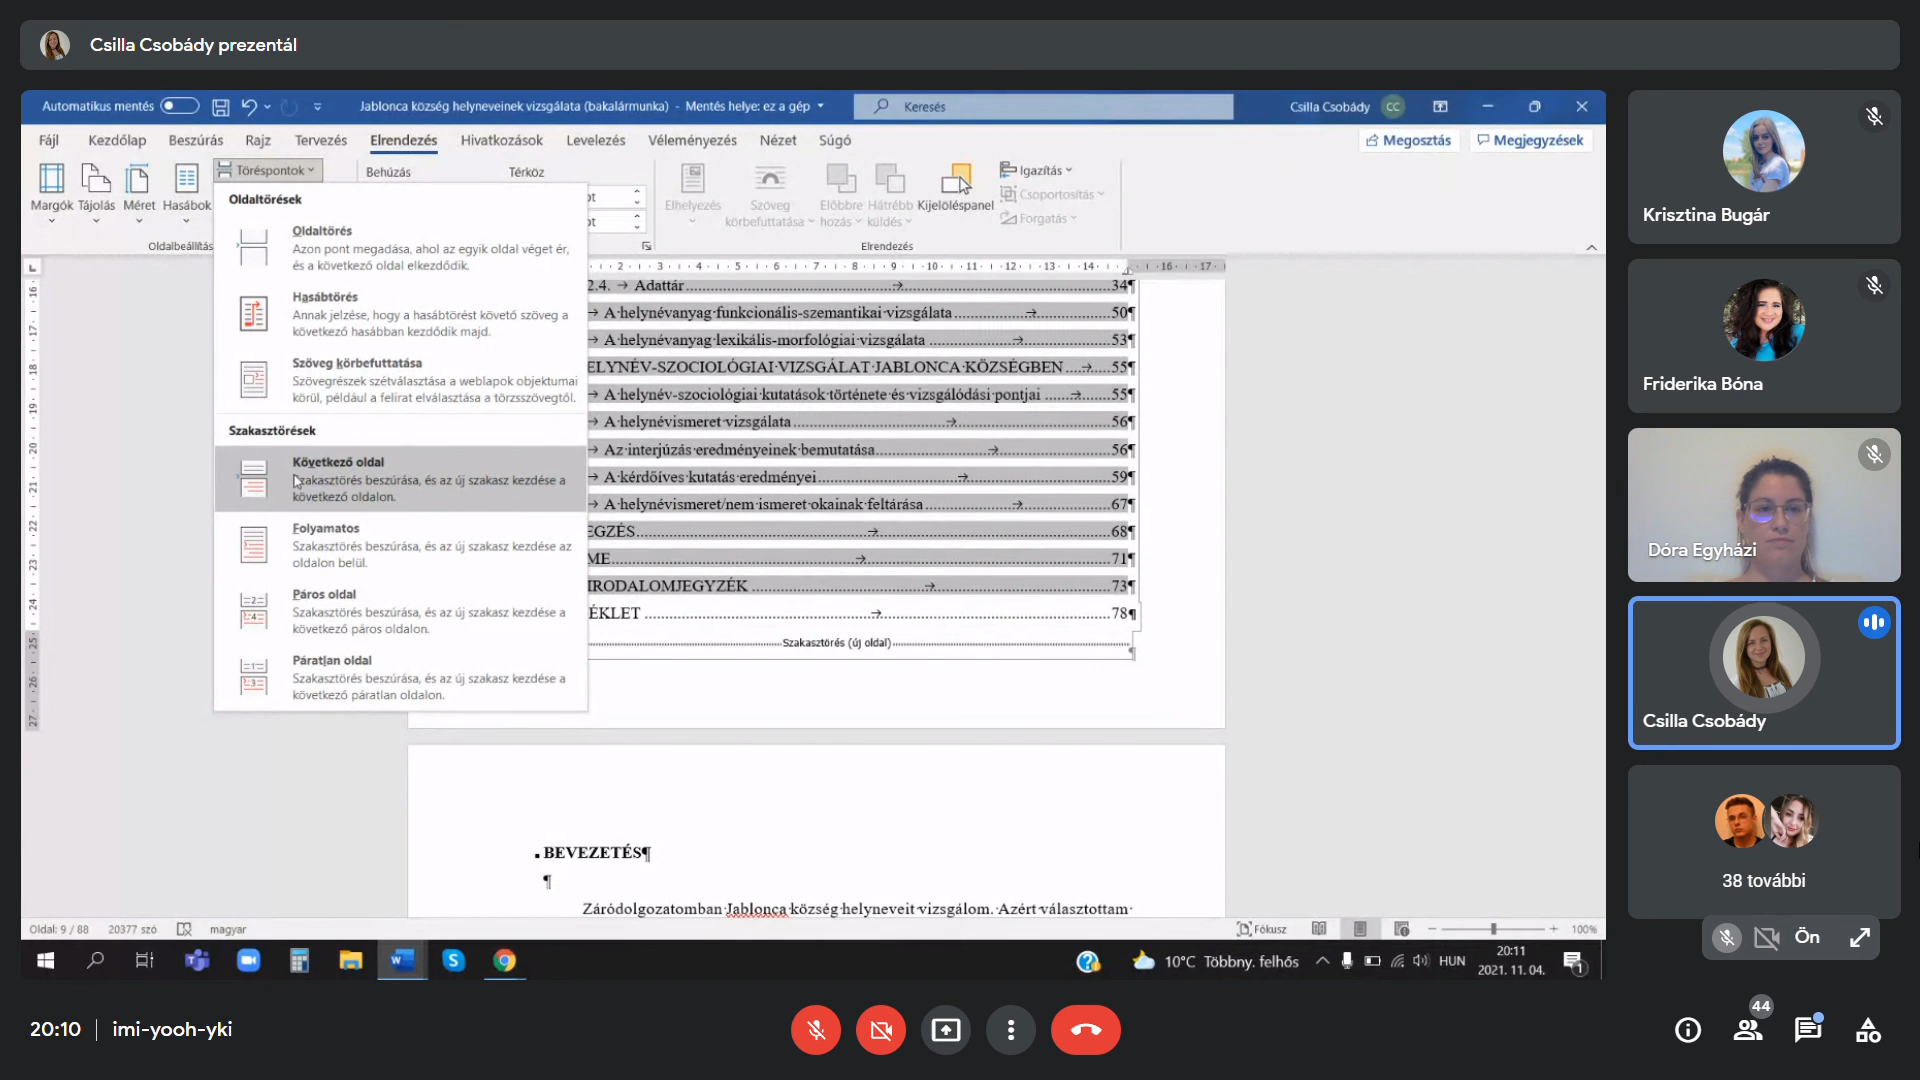 Csilla Csobády prezentál
Automatikus mentés
Jablonca község helyneveinek vizsgálata (bakalármunka) - Mentés helye: ez a gép
Keresés
Csilla Csobády
CC
Fájl
Kezdőlap
Beszúrás
Rajz
Tervezés
Elrendezés
Hivatkozások
Levelezés
Véleményezés
Nézet
Súgó
Megosztás
Megjegyzések
Margók
Tájolás
Méret
Hasábok
Töréspontok
Behúzás
Térköz
Elhelyezés
Szöveg körbefuttatása
Előbbre hozás
Hátrébb küldés
Kijelöléspanel
Igazítás
Csoportosítás
Forgatás
Oldalbeállítás
Elrendezés
Oldaltörések
Oldaltörés
Azon pont megadása, ahol az egyik oldal véget ér,
és a következő oldal elkezdődik.
Hasábtörés
Annak jelzése, hogy a hasábtörést követő szöveg a
következő hasábban kezdődik majd.
Szöveg körbefuttatása
Szövegrészek szétválasztása a weblapok objektumai
körül, például a felirat elválasztása a törzsszövegtől.
Szakasztörések
Következő oldal
Szakasztörés beszúrása, és az új szakasz kezdése a
következő oldalon.
Folyamatos
Szakasztörés beszúrása, és az új szakasz kezdése az
oldalon belül.
Páros oldal
Szakasztörés beszúrása, és az új szakasz kezdése a
következő páros oldalon.
Páratlan oldal
Szakasztörés beszúrása, és az új szakasz kezdése a
következő páratlan oldalon.
2.4. → Adattár → 34¶
→ A·helynévanyag·funkcionális-szemantikai·vizsgálata → 50¶
→ A·helynévanyag·lexikális-morfológiai·vizsgálata → 53¶
ELYNÉV-SZOCIOLÓGIAI·VIZSGÁLAT·JABLONCA·KÖZSÉGBEN → 55¶
→ A·helynév-szociológiai·kutatások·története·és·vizsgálódási·pontjai → 55¶
→ A·helynévismeret·vizsgálata → 56¶
→ Az·interjúzás·eredményeinek·bemutatása → 56¶
→ A·kérdőíves·kutatás·eredményei → 59¶
→ A·helynévismeret/nem·ismeret·okainak·feltárása → 67¶
EGZÉS → 68¶
ME → 71¶
IRODALOMJEGYZÉK → 73¶
ÉKLET → 78¶
Szakasztörés (új oldal)
¶
BEVEZETÉS¶
¶
Záródolgozatomban·Jablonca·község·helyneveit·vizsgálom.·Azért·választottam·
Oldal: 9 / 88
20377 szó
magyar
Fókusz
100%
10°C Többny. felhős
HUN
20:11
2021. 11. 04.
1
Krisztina Bugár
Friderika Bóna
Dóra Egyházi
Csilla Csobády
38 további
Ön
20:10
imi-yooh-yki
44